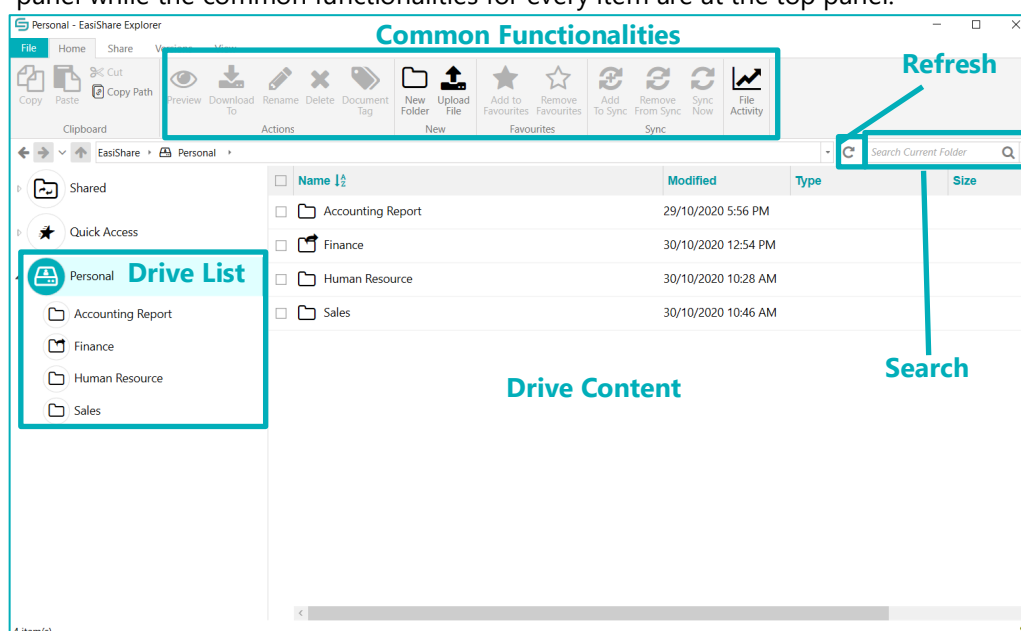 panel while the common functionalities for every item are at the top panel.
Personal - EasiShare Explorer
Common Functionalities
File Home Share Versions View
Refresh
Copy Paste Cut Copy Path Preview Download To Rename Delete Document Tag New Folder Upload File Add to Favourites Remove Favourites Add To Sync Remove From Sync Sync Now File Activity
Clipboard Actions New Favourites Sync
EasiShare Personal Search Current Folder
Shared
Quick Access
Personal Drive List
Accounting Report
Finance
Human Resource
Sales
Name Modified Type Size
Accounting Report 29/10/2020 5:56 PM
Finance 30/10/2020 12:54 PM
Human Resource 30/10/2020 10:28 AM
Sales 30/10/2020 10:46 AM
Search
Drive Content
4 item(s)